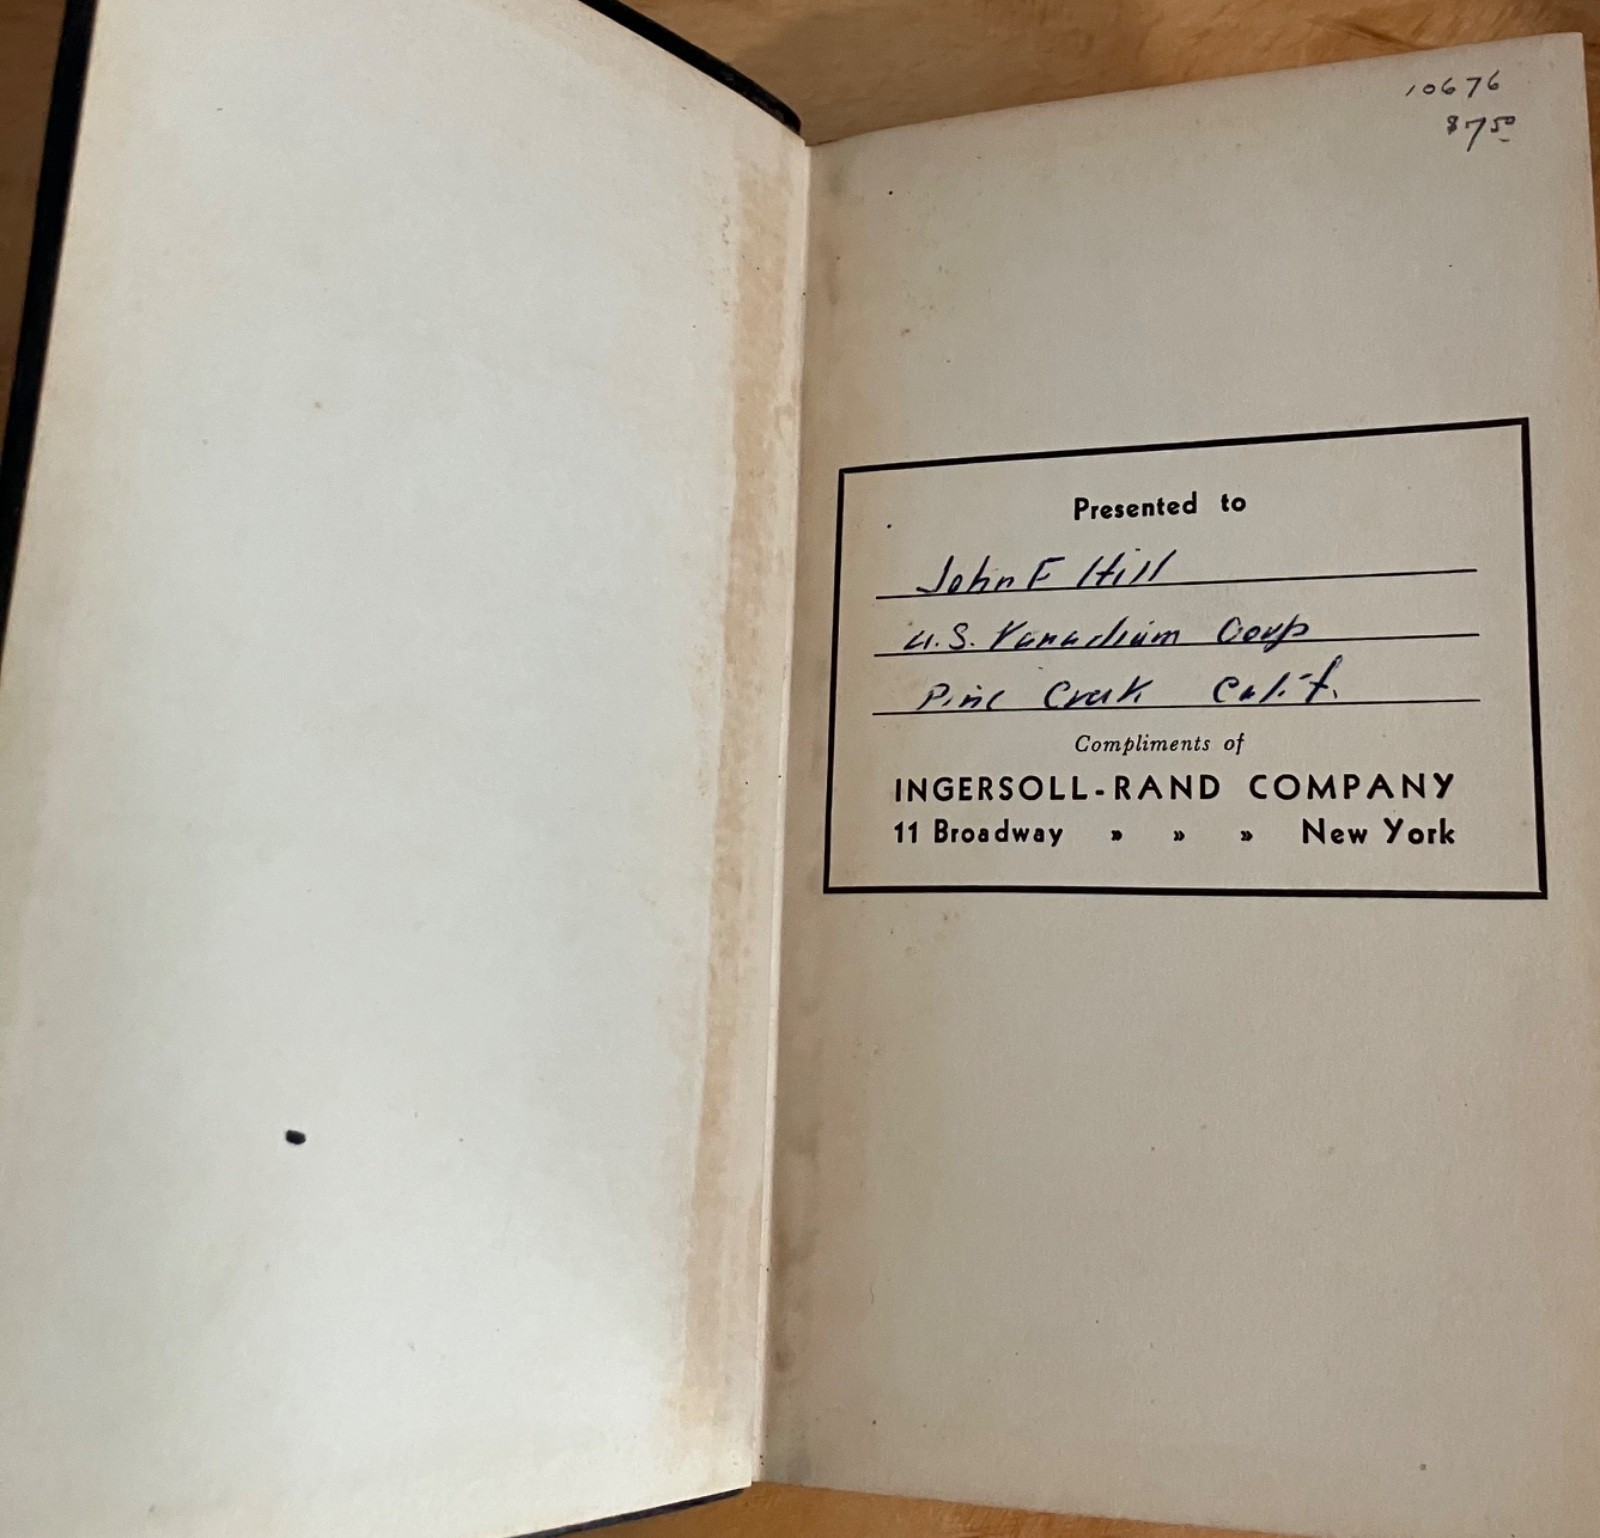 10676
$7.50
Presented to
John F Hill
U.S. Vanadium Corp
Pine Creek Calif.
Compliments of
INGERSOLL-RAND COMPANY
11 Broadway » » » New York